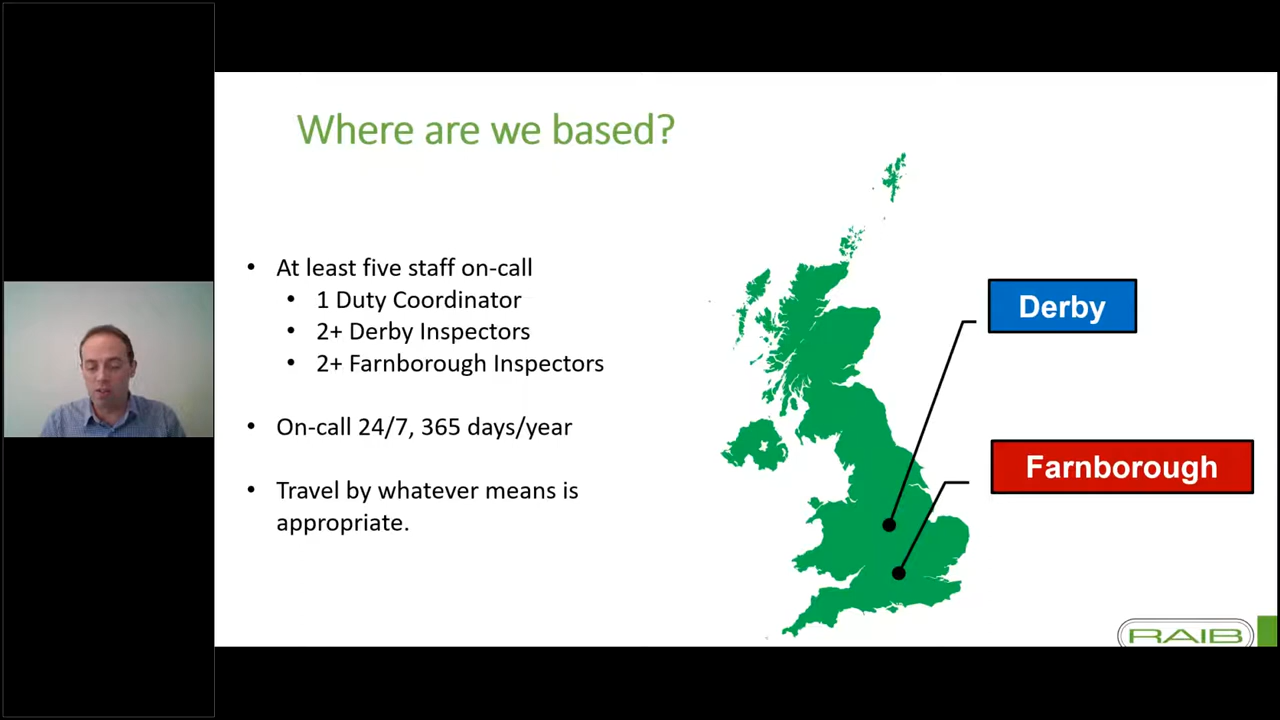 Where are we based?
• At least five staff on-call
• 1 Duty Coordinator
• 2+ Derby Inspectors
• 2+ Farnborough Inspectors
• On-call 24/7, 365 days/year
• Travel by whatever means is
appropriate.
Derby
Farnborough
RAIB